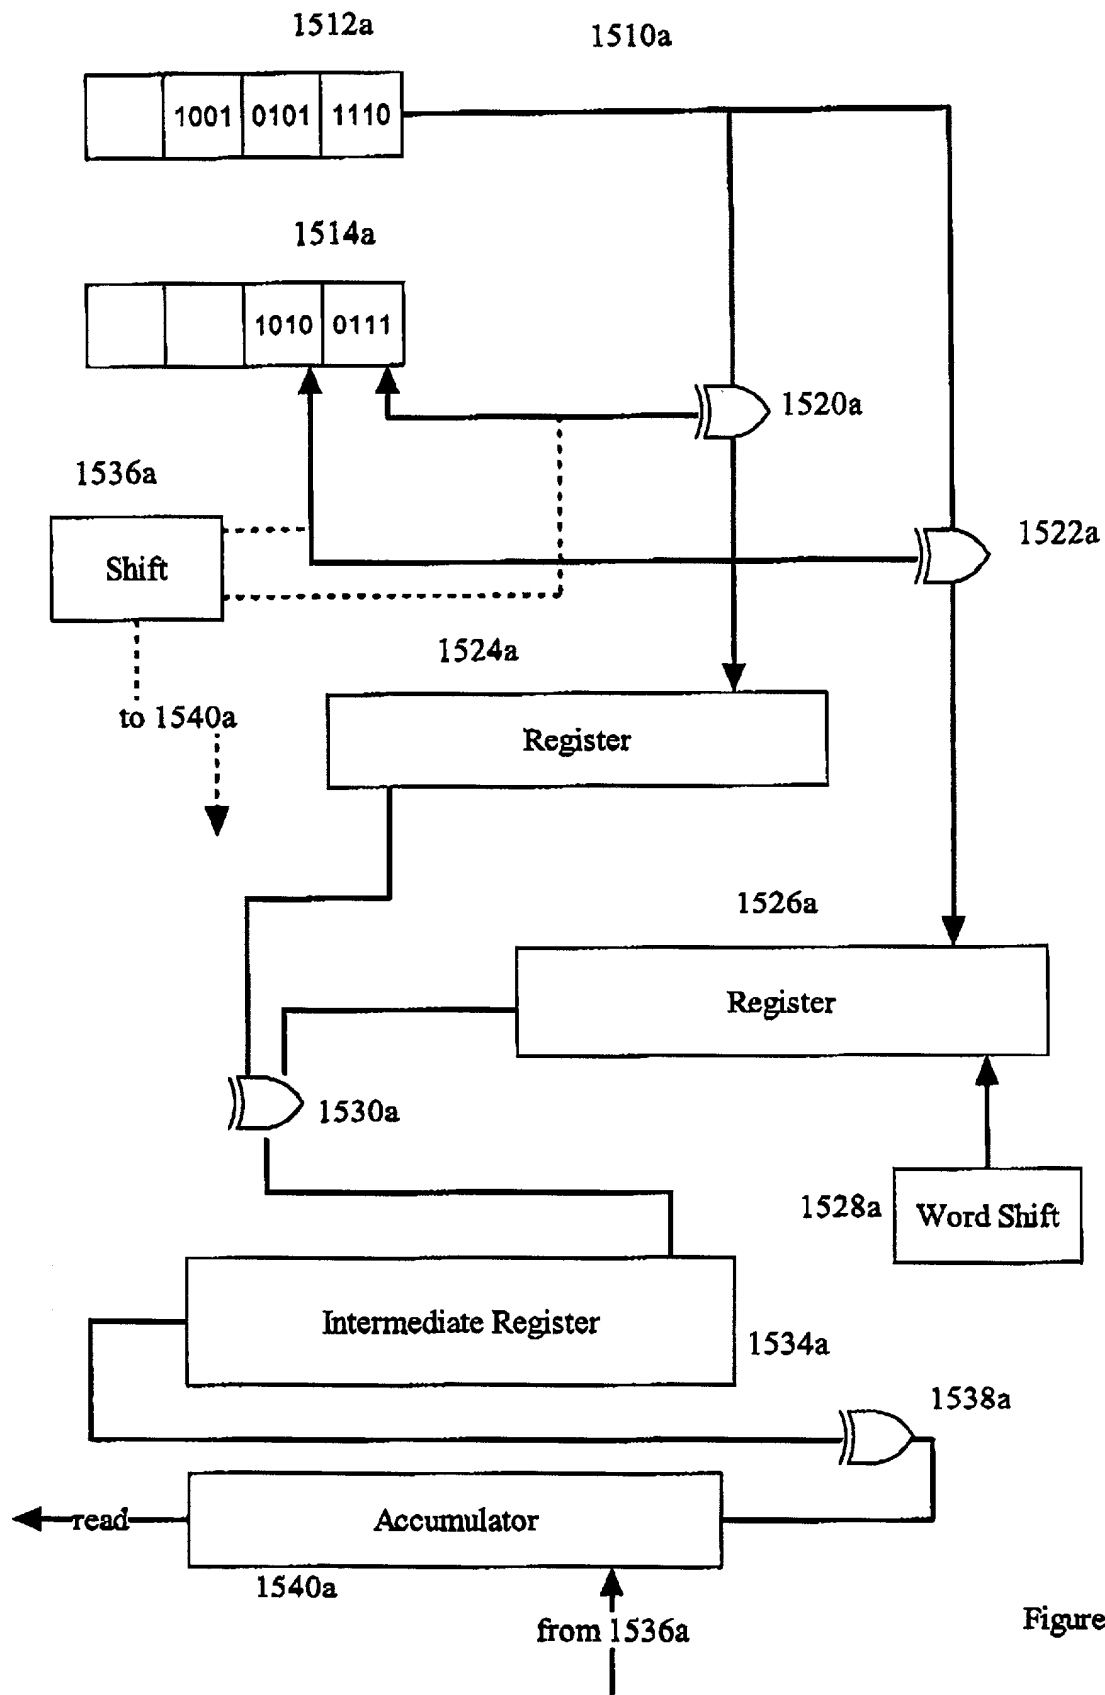 1512a
1510a
1001 0101 1110
1514a
1010 0111
1520a
1536a
Shift
1522a
1524a
to 1540a
Register
1526a
Register
1530a
1528a
Word Shift
Intermediate Register
1534a
1538a
read
Accumulator
1540a
from 1536a
Figure